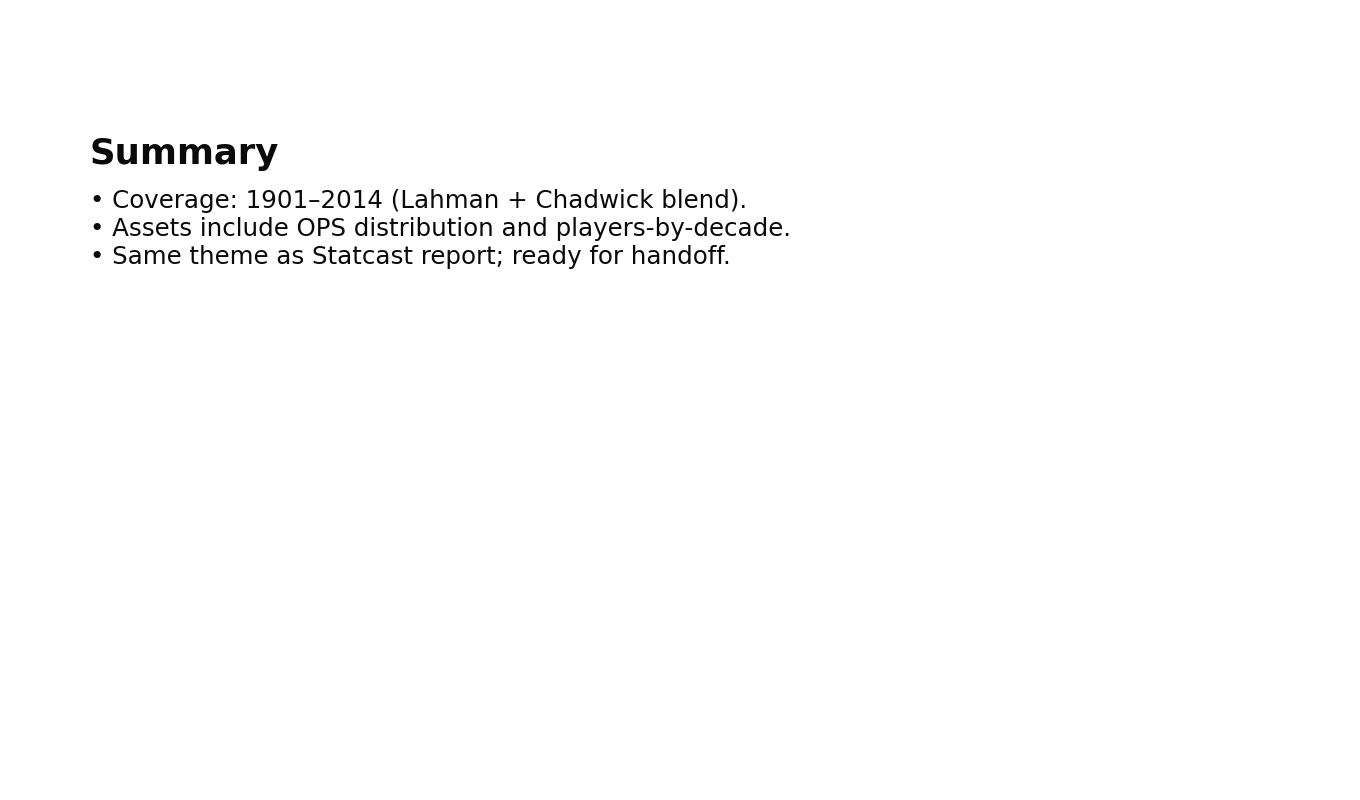 Summary
• Coverage: 1901–2014 (Lahman + Chadwick blend).
• Assets include OPS distribution and players-by-decade.
• Same theme as Statcast report; ready for handoff.